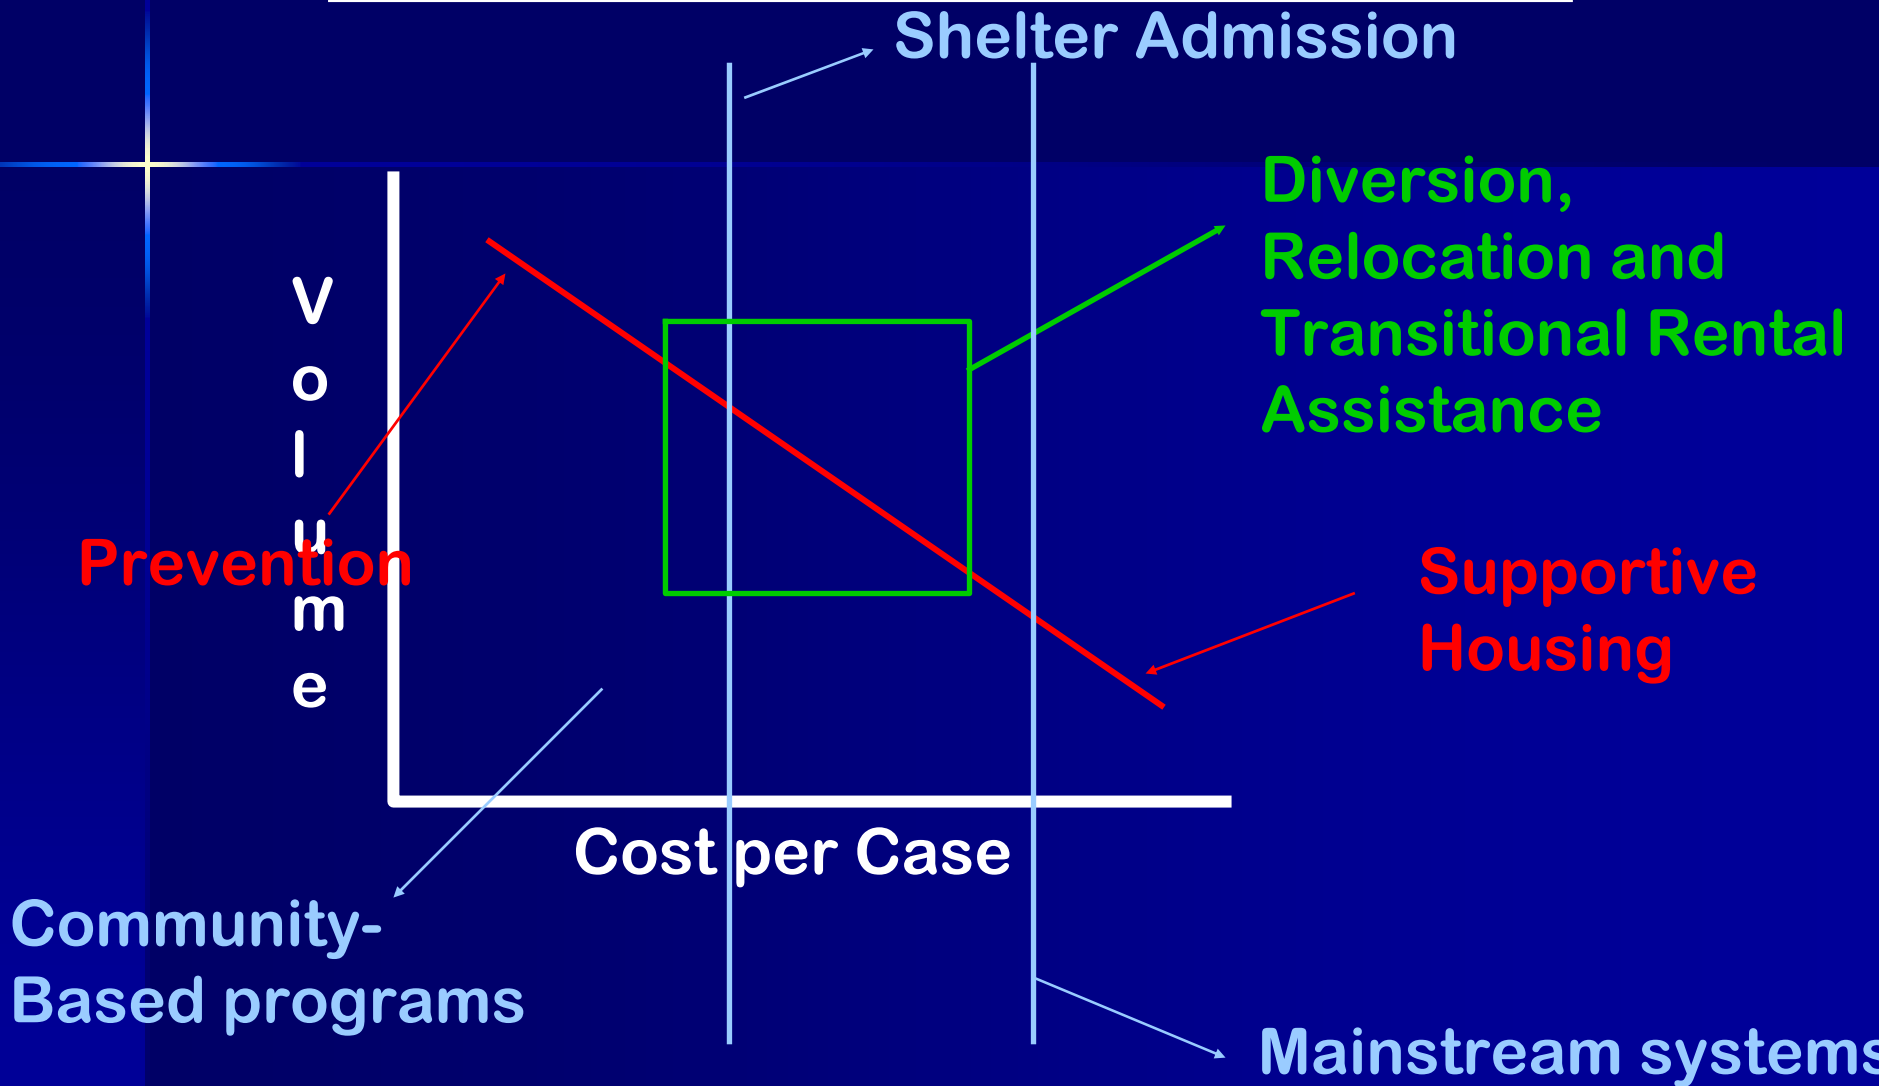 Shelter Admission
Diversion,
Relocation and
Transitional Rental
Assistance
V
o
l
u
m
e
Prevention
Supportive
Housing
Cost per Case
Community-
Based programs
Mainstream systems